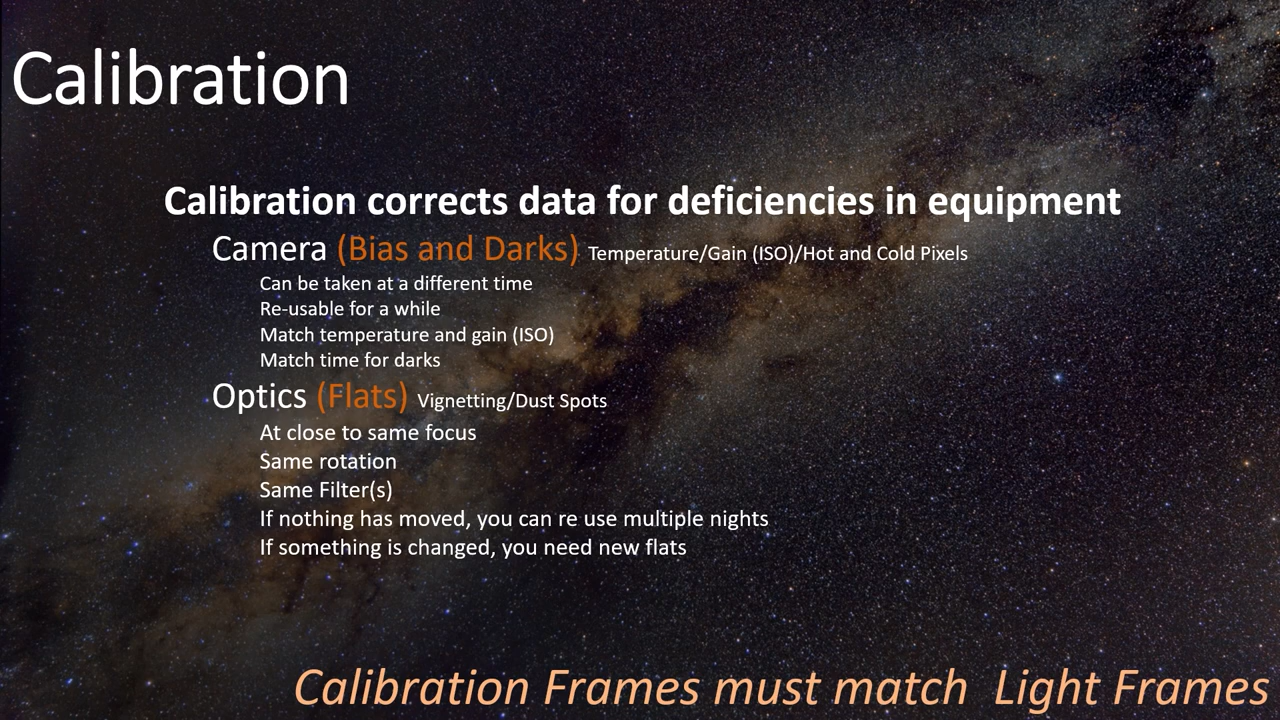 Calibration
Calibration corrects data for deficiencies in equipment
Camera (Bias and Darks) Temperature/Gain (ISO)/Hot and Cold Pixels
Can be taken at a different time
Re-usable for a while
Match temperature and gain (ISO)
Match time for darks
Optics (Flats) Vignetting/Dust Spots
At close to same focus
Same rotation
Same Filter(s)
If nothing has moved, you can re use multiple nights
If something is changed, you need new flats
Calibration Frames must match  Light Frames